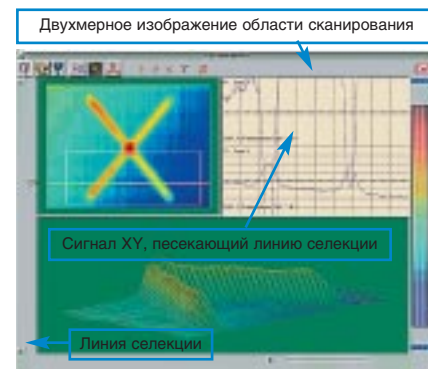 Двухмерное изображение области сканирования
Сигнал XY, песекающий линию селекции
Линия селекции